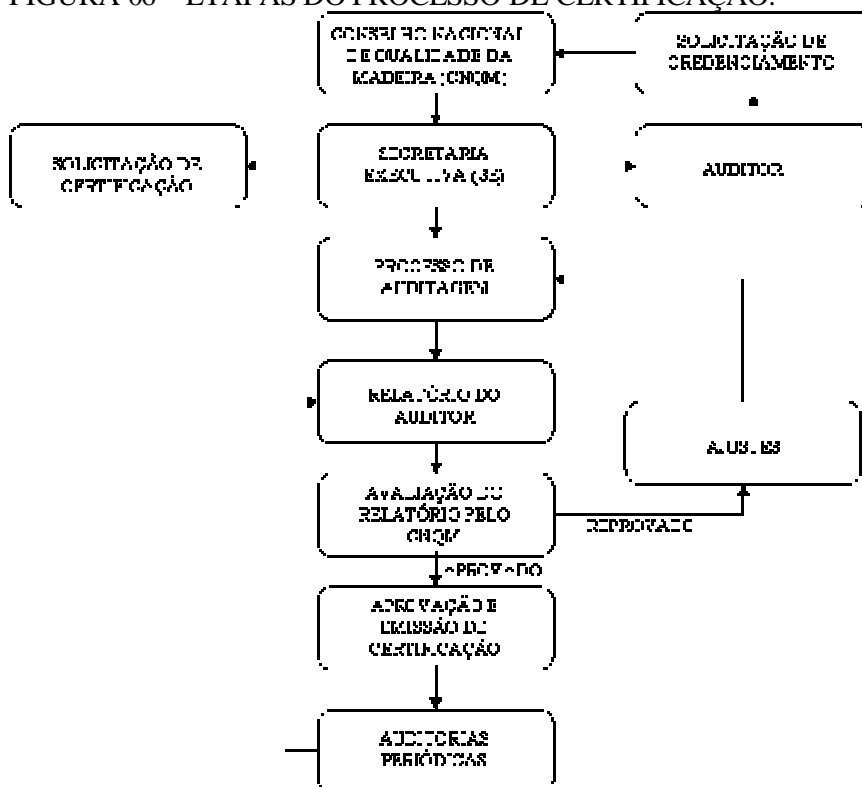 FIGURA 08 – ETAPAS DO PROCESSO DE CERTIFICAÇÃO.
CONSELHO NACIONAL
DE QUALIDADE DA
MADEIRA (CNQM)
SOLICITAÇÃO DE
CREDENCIAMENTO
SOLICITAÇÃO DE
CERTIFICAÇÃO
SECRETARIA
EXECUTIVA (SE)
AUDITOR
PROCESSO DE
AUDITAGEM
RELATÓRIO DO
AUDITOR
AJUSTES
AVALIAÇÃO DO
RELATÓRIO PELO
CNQM
REPROVADO
APROVADO
APROVAÇÃO E
EMISSÃO DE
CERTIFICAÇÃO
AUDITORIAS
PERIÓDICAS